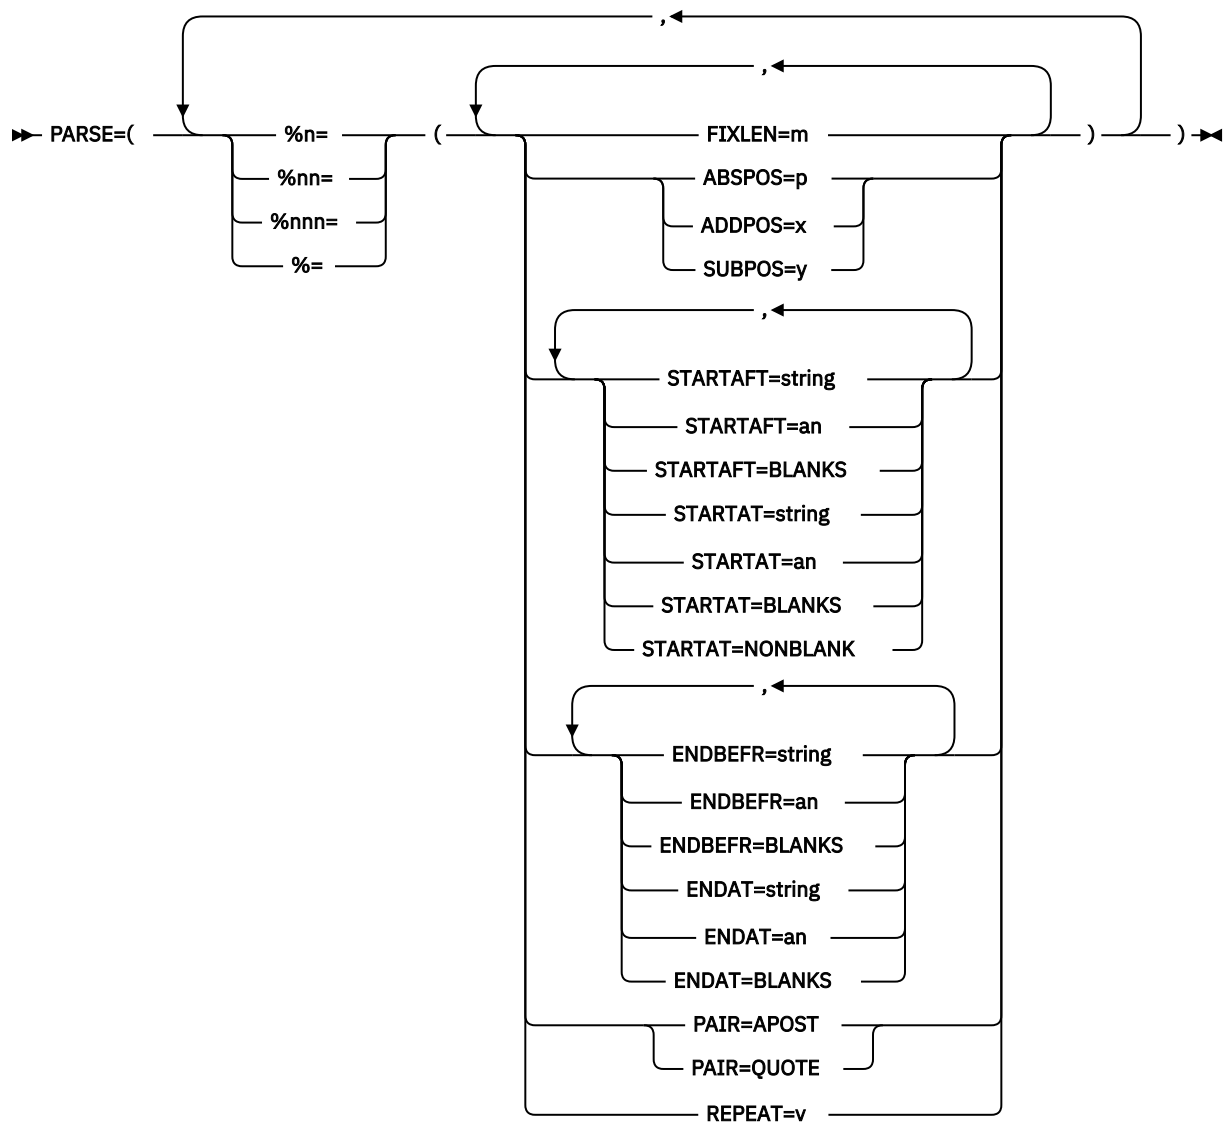 ,
,
PARSE=( %n= ( FIXLEN=m ) )
%nn= ABSPOS=p
%nnn= ADDPOS=x
%= SUBPOS=y
,
STARTAFT=string
STARTAFT=an
STARTAFT=BLANKS
STARTAT=string
STARTAT=an
STARTAT=BLANKS
STARTAT=NONBLANK
,
ENDBEFR=string
ENDBEFR=an
ENDBEFR=BLANKS
ENDAT=string
ENDAT=an
ENDAT=BLANKS
PAIR=APOST
PAIR=QUOTE
REPEAT=v